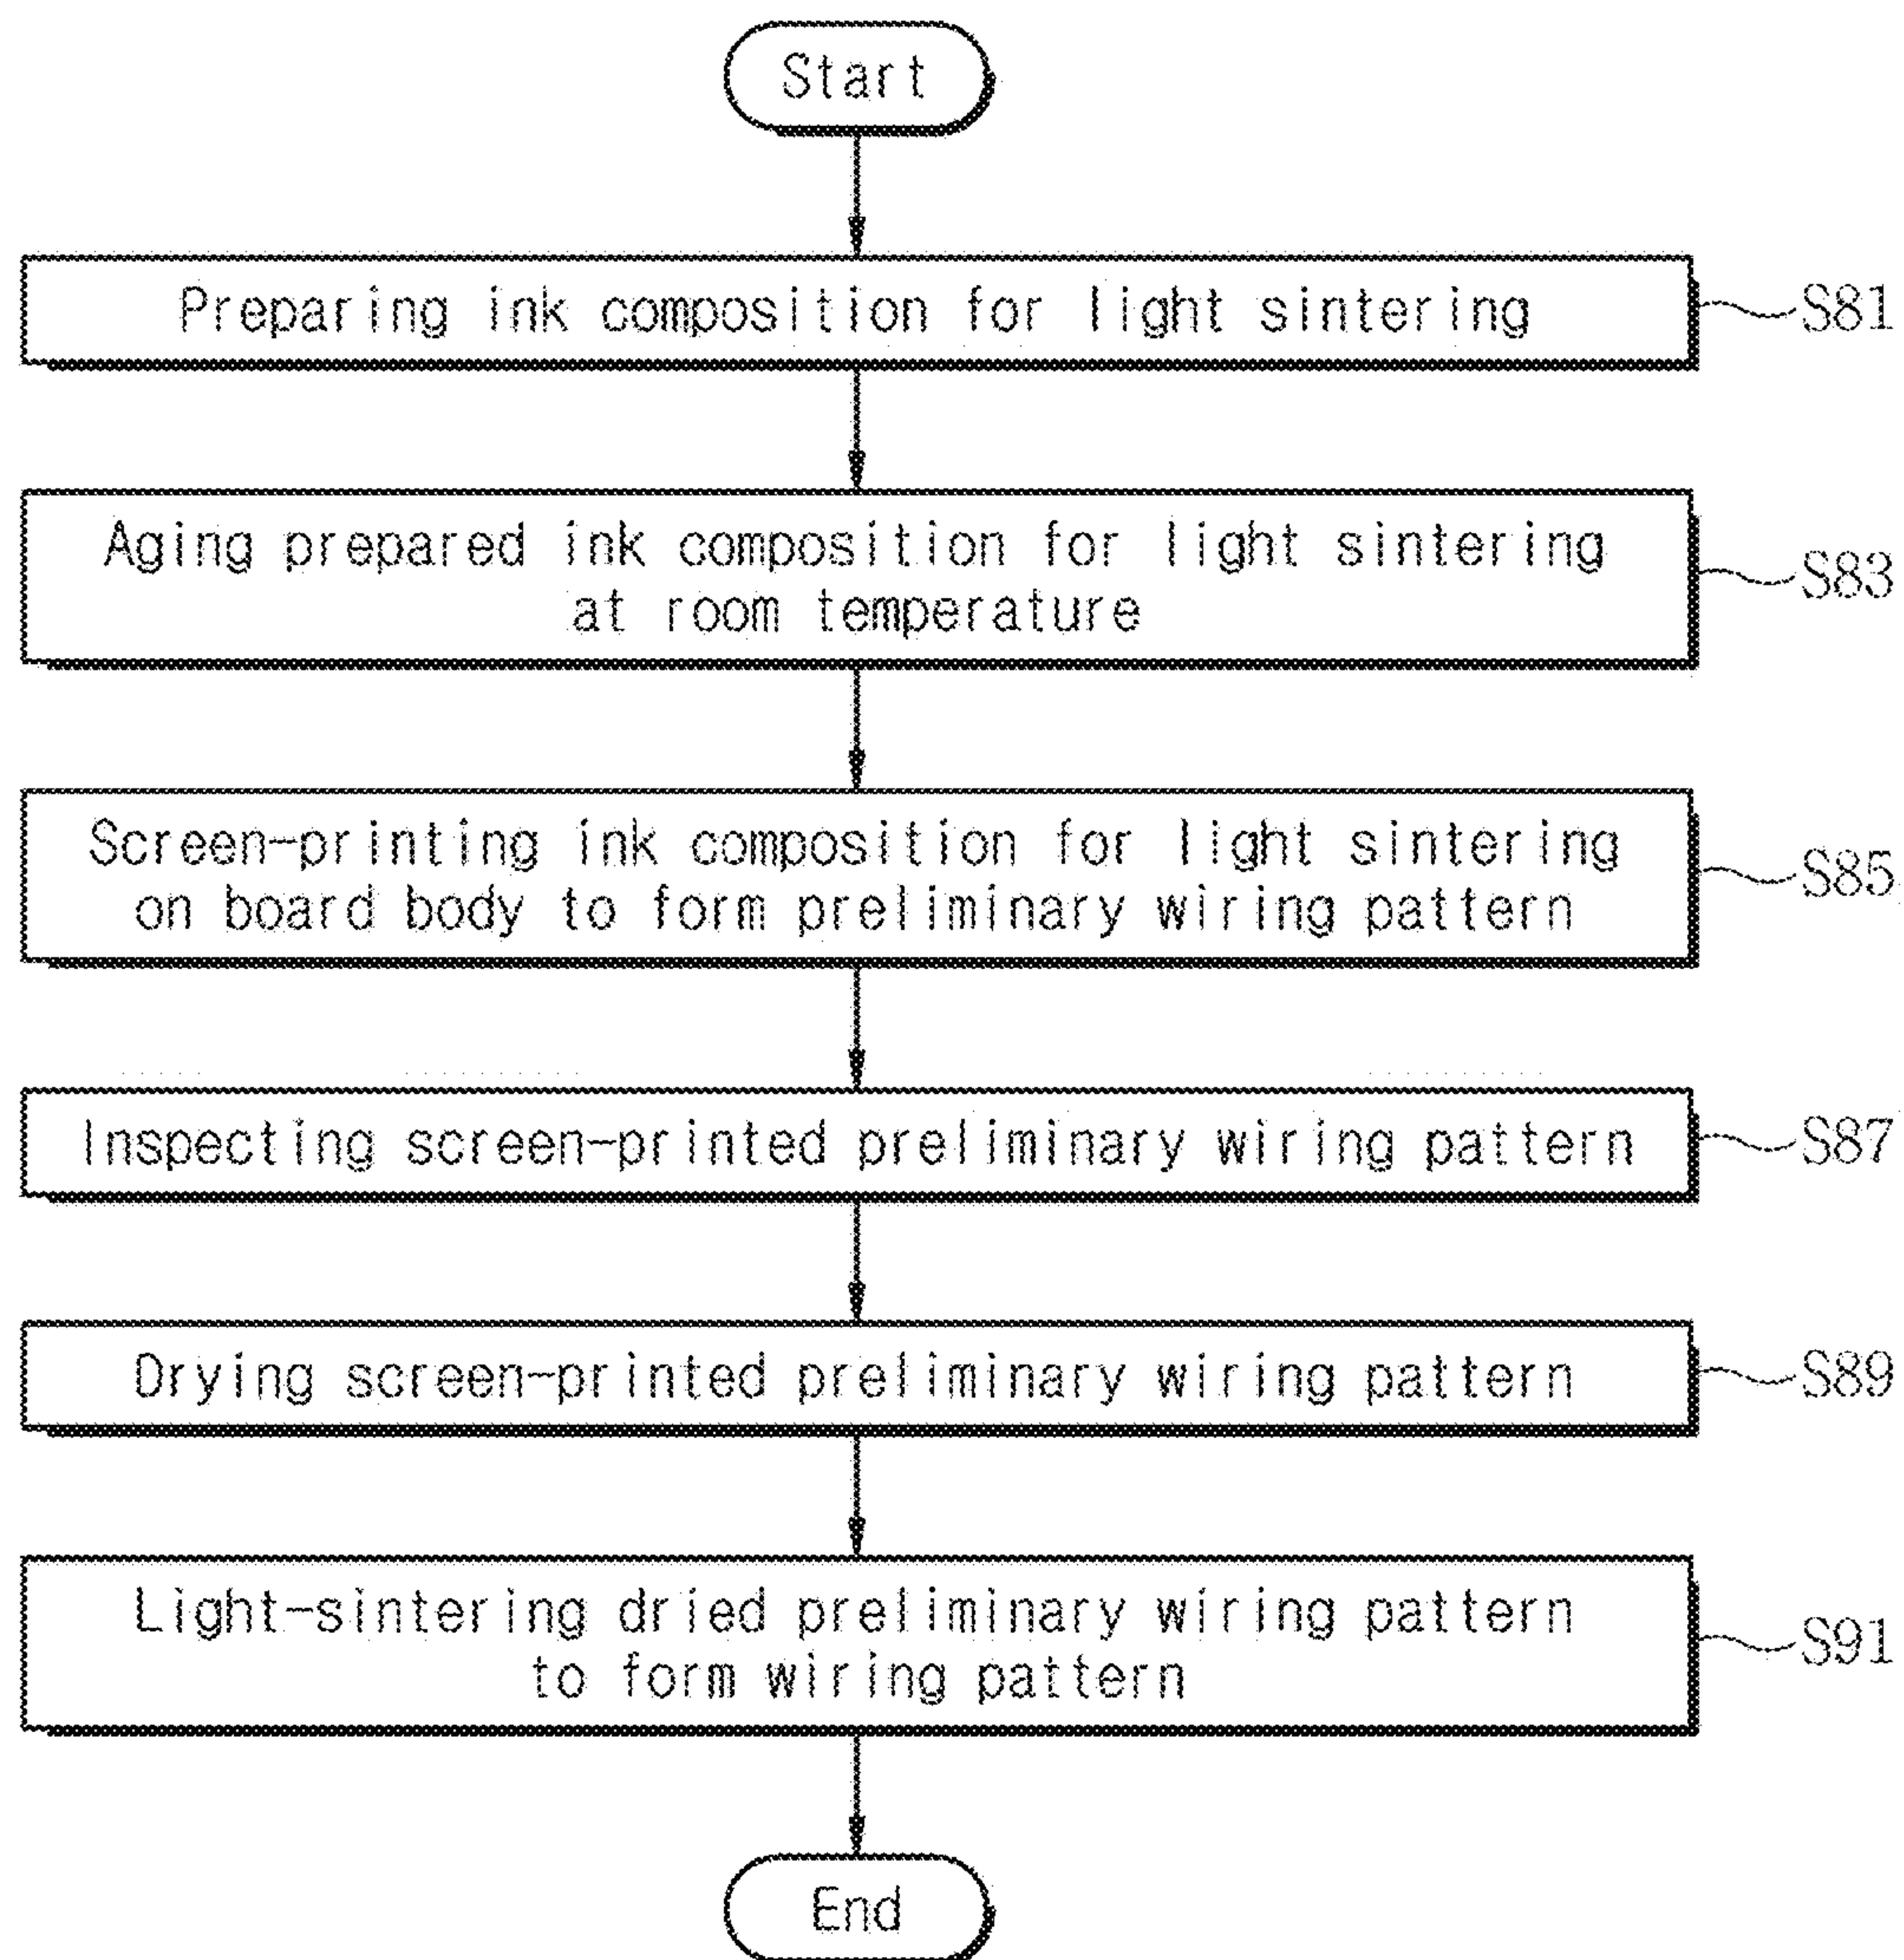 Start
Preparing ink composition for light sintering
S81
Aging prepared ink composition for light sintering
at room temperature
S83
Screen-printing ink composition for light sintering
on board body to form preliminary wiring pattern
S85
Inspecting screen-printed preliminary wiring pattern
S87
Drying screen-printed preliminary wiring pattern
S89
Light-sintering dried preliminary wiring pattern
to form wiring pattern
S91
End